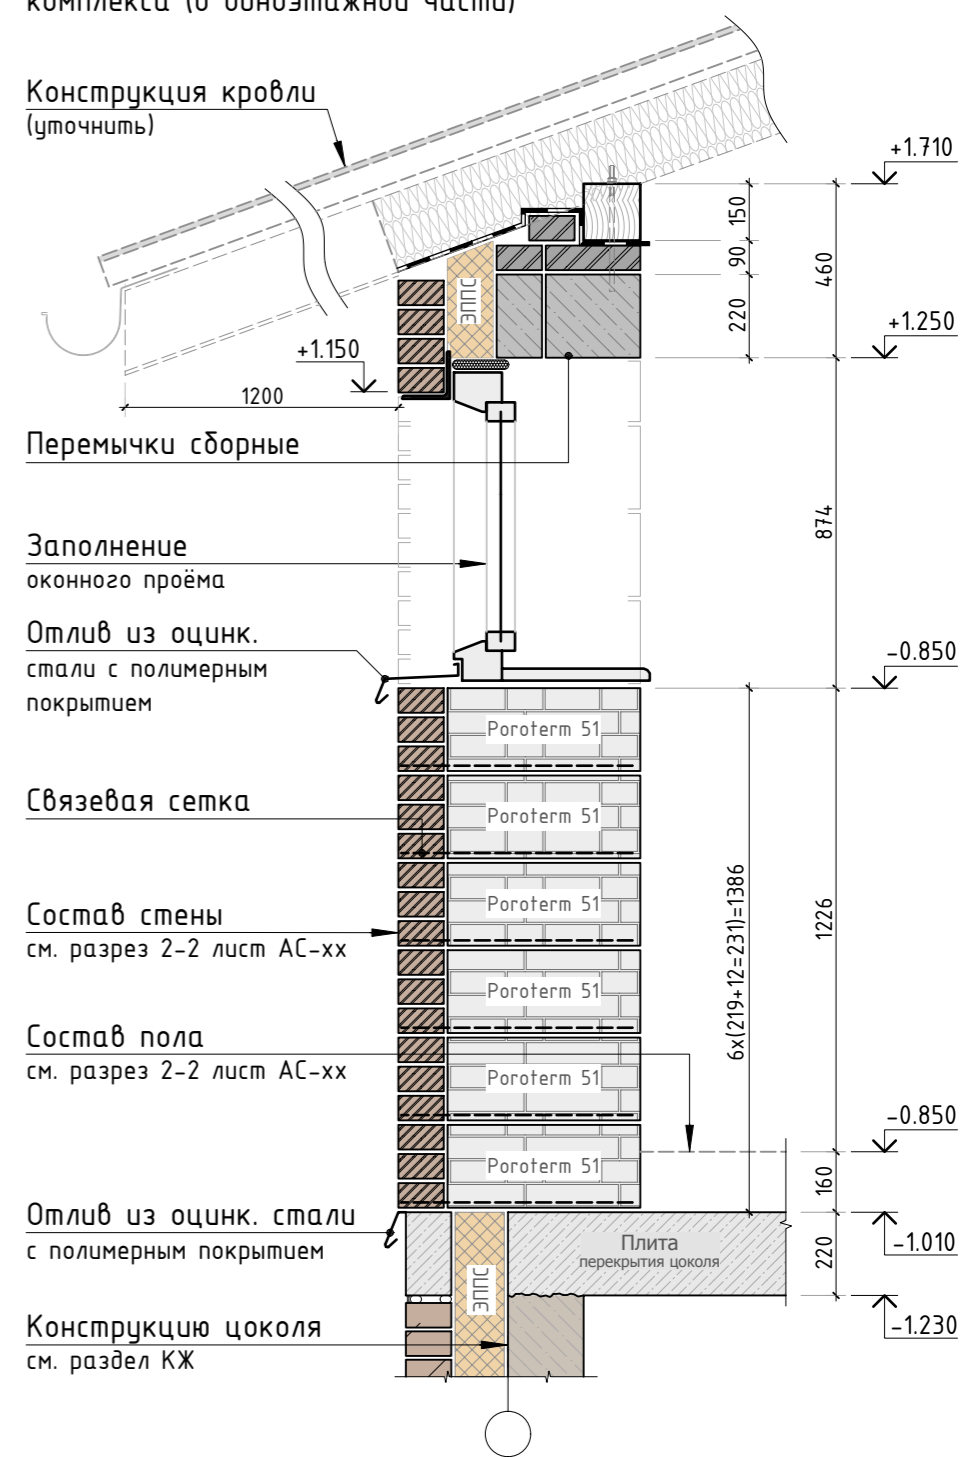 комплекса (в одноэтажной части)
Конструкция кровли
(уточнить)
+1.710
150
90
460
220
ЭППС
+1.250
+1.150
1200
Перемычки сборные
874
Заполнение
оконного проёма
Отлив из оцинк.
стали с полимерным
покрытием
-0.850
Poroterm 51
Связевая сетка
Poroterm 51
Poroterm 51
Состав стены
см. разрез 2-2 лист АС-хх
6х(219+12=231)=1386
1226
Poroterm 51
Состав пола
см. разрез 2-2 лист АС-хх
Poroterm 51
-0.850
Poroterm 51
160
Отлив из оцинк. стали
с полимерным покрытием
Плита
перекрытия цоколя
220
-1.010
ЭППС
Конструкцию цоколя
см. раздел КЖ
-1.230